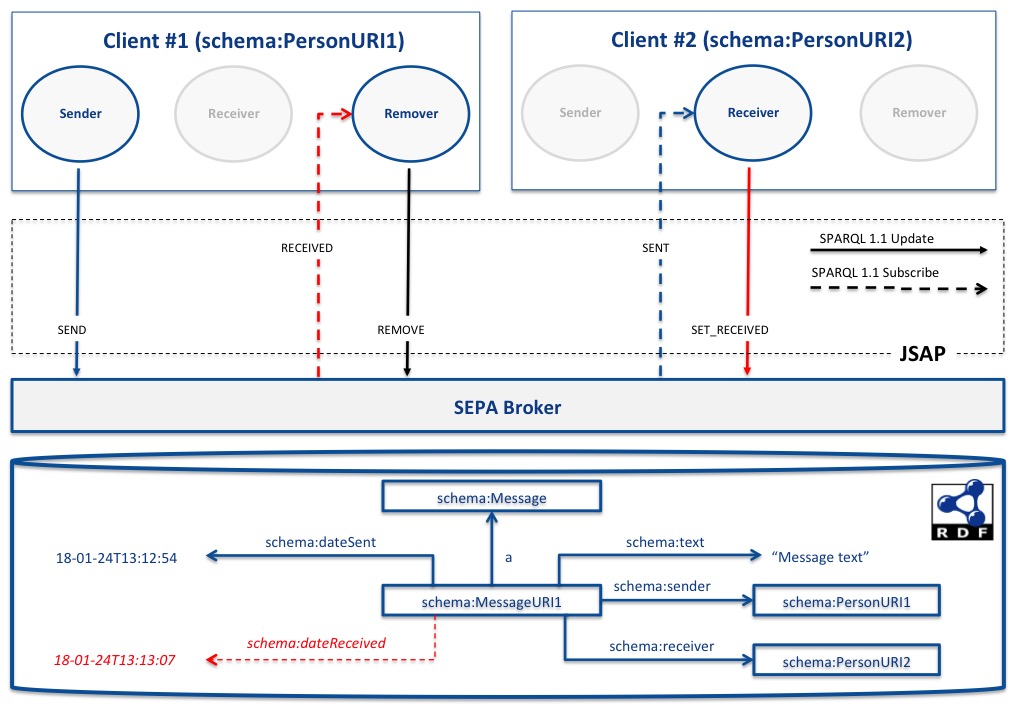 Client #1 (schema:PersonURI1)
Client #2 (schema:PersonURI2)
Sender
Receiver
Remover
Sender
Receiver
Remover
RECEIVED
SENT
SPARQL 1.1 Update
SPARQL 1.1 Subscribe
SEND
REMOVE
SET_RECEIVED
JSAP
SEPA Broker
schema:Message
RDF
schema:dateSent
schema:text
18-01-24T13:12:54
a
“Message text”
schema:sender
schema:MessageURI1
schema:PersonURI1
schema:dateReceived
schema:receiver
18-01-24T13:13:07
schema:PersonURI2